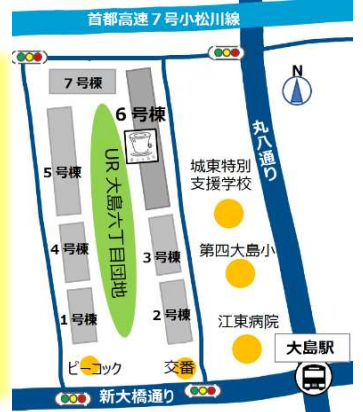 首都高速７号小松川線
７号棟
N
６号棟
丸八通り
５号棟
UR 大島六丁目団地
城東特別
支援学校
４号棟
３号棟
第四大島小
１号棟
２号棟
江東病院
大島駅
ピーコック
交番
新大橋通り